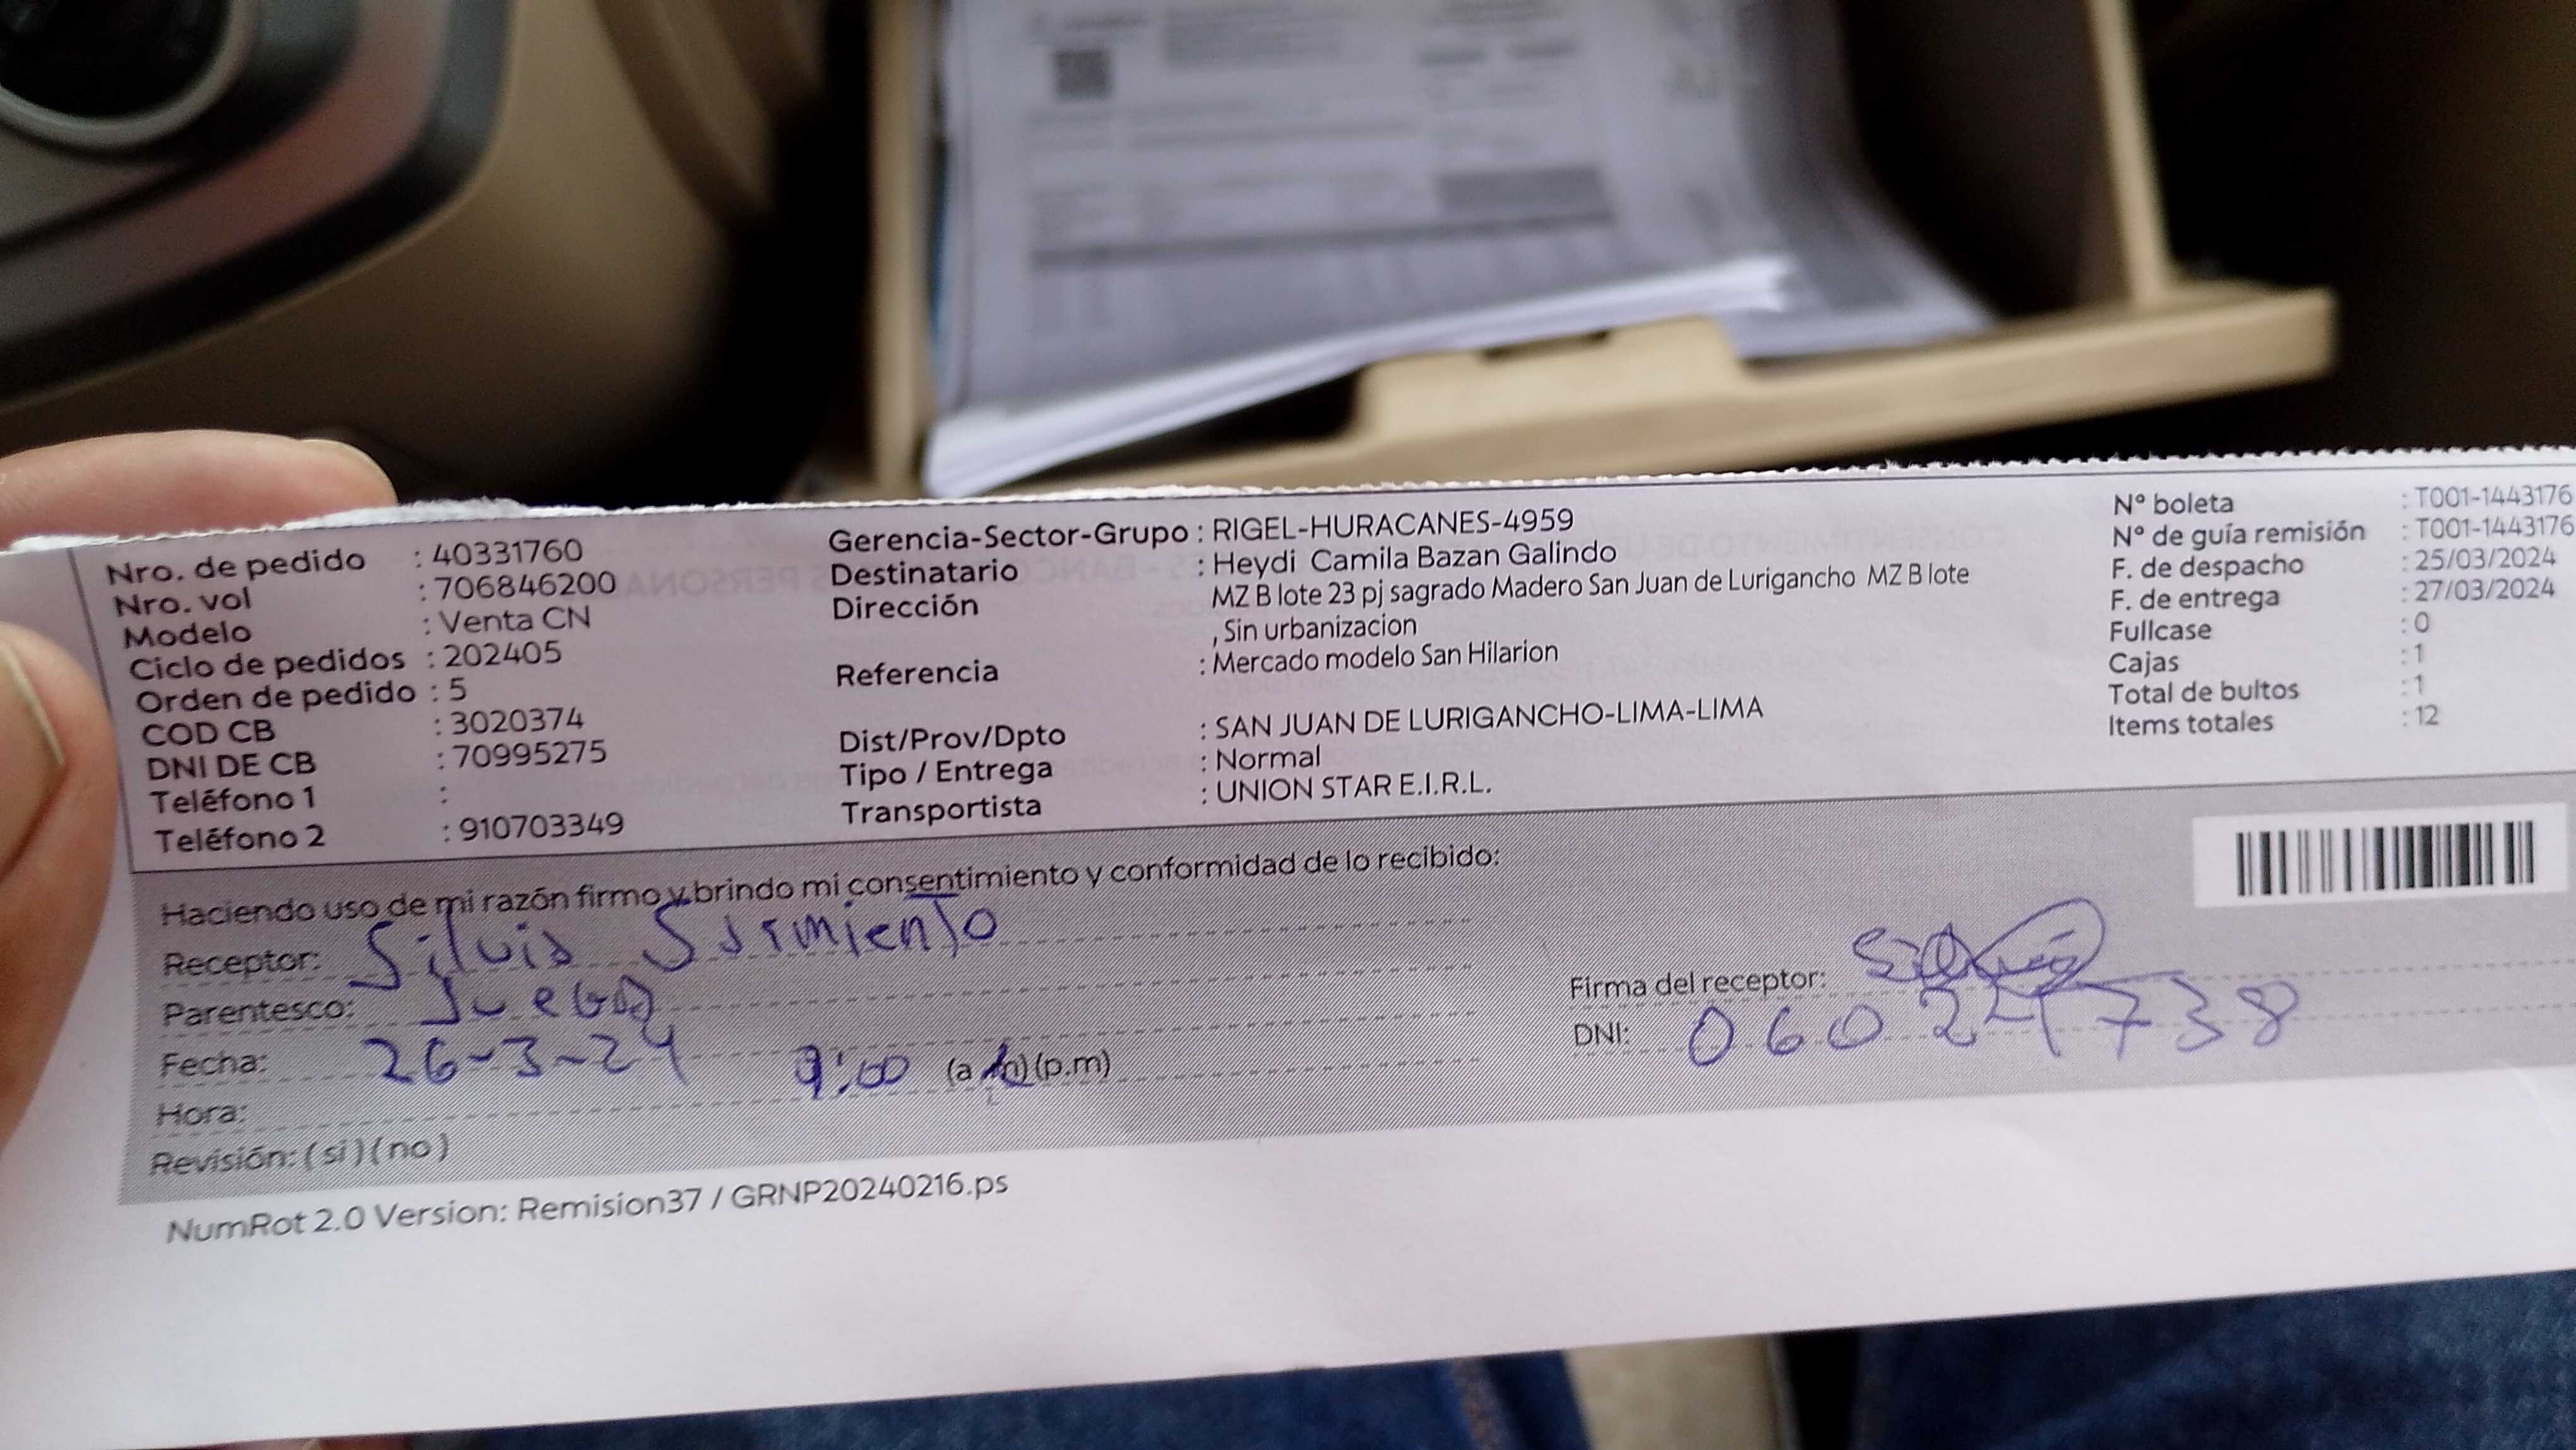 Nro. de pedido : 40331760
Nro. vol : 706846200
Modelo : Venta CN
Ciclo de pedidos : 202405
Orden de pedido : 5
COD CB : 3020374
DNI DE CB : 70995275
Teléfono 1 :
Teléfono 2 : 910703349
Gerencia-Sector-Grupo : RIGEL-HURACANES-4959
Destinatario : Heydi Camila Bazan Galindo
Dirección MZ B lote 23 pj sagrado Madero San Juan de Lurigancho MZ B lote
, Sin urbanizacion
Referencia : Mercado modelo San Hilarion
Dist/Prov/Dpto : SAN JUAN DE LURIGANCHO-LIMA-LIMA
Tipo / Entrega : Normal
Transportista : UNION STAR E.I.R.L.
N° boleta : T001-1443176
N° de guía remisión : T001-1443176
F. de despacho : 25/03/2024
F. de entrega : 27/03/2024
Fullcase : 0
Cajas : 1
Total de bultos : 1
Items totales : 12
Haciendo uso de mi razón firmo y brindo mi consentimiento y conformidad de lo recibido:
Receptor: Silvia Sarmiento
Parentesco: Suegra
Fecha: 26-3-24 9:00 (a.m)(p.m)
Hora:
Revisión: (si)(no)
Firma del receptor: Silvia
DNI: 06024738
NumRot 2.0 Version: Remision37 / GRNP20240216.ps